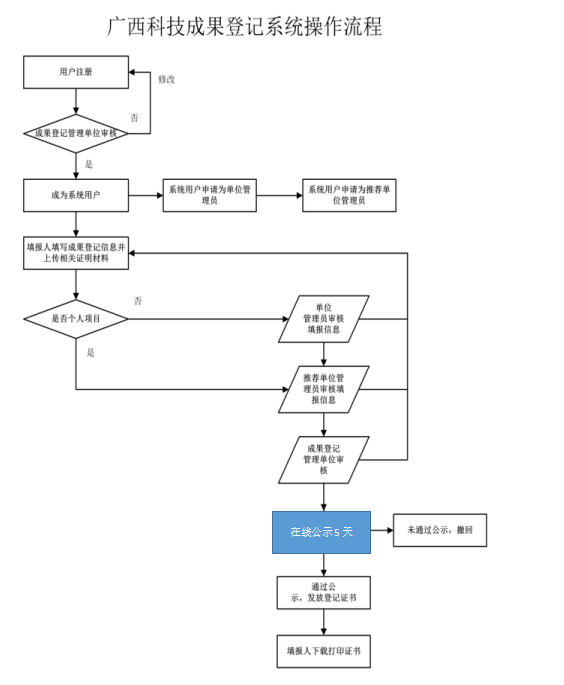 广西科技成果登记系统操作流程
用户注册
修改
否
成果登记管理单位审核
是
成为系统用户
系统用户申请为单位管
理员
系统用户申请为推荐单
位管理员
填报人填写成果登记信息并
上传相关证明材料
否
是否个人项目
是
单位
管理员审核
填报信息
推荐单位管
理员审核填
报信息
成果登记
管理单位审
核
在线公示5 天
未通过公示，撤回
通过公
示，发放登记证书
填报人下载打印证书